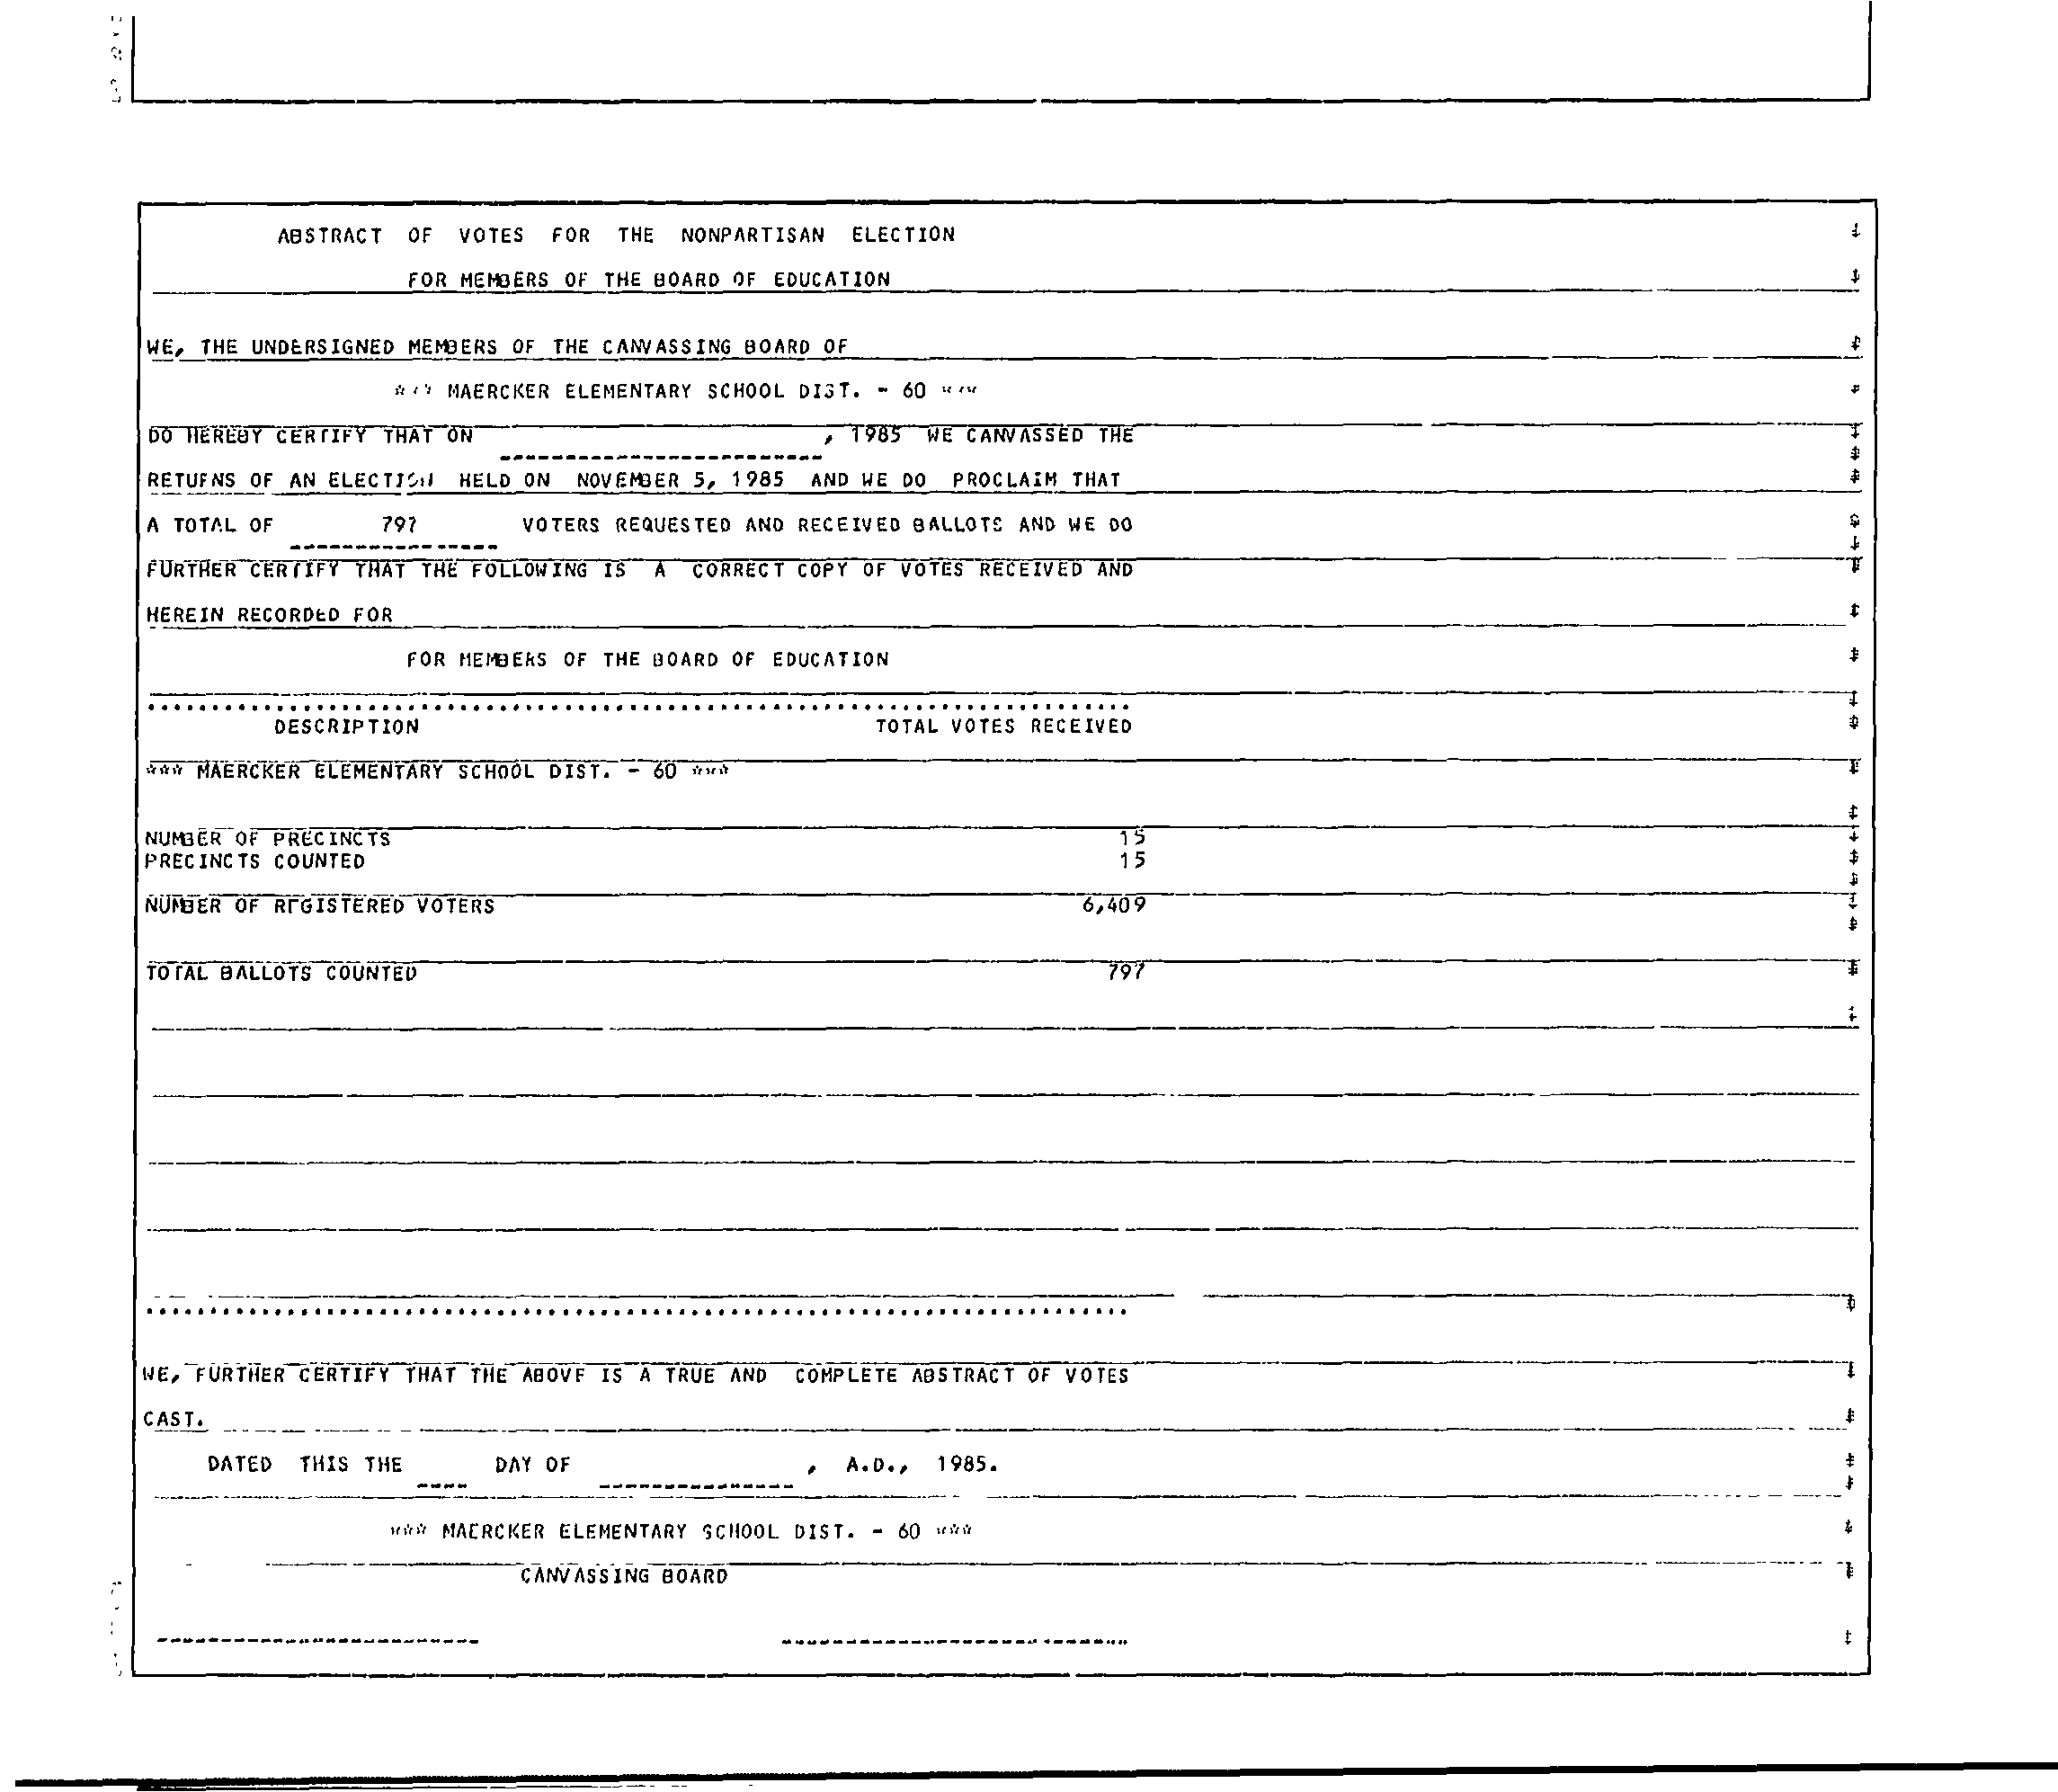 ABSTRACT OF VOTES FOR THE NONPARTISAN ELECTION
FOR MEMBERS OF THE BOARD OF EDUCATION
WE, THE UNDERSIGNED MEMBERS OF THE CANVASSING BOARD OF
*** MAERCKER ELEMENTARY SCHOOL DIST. - 60 ***
DO HEREBY CERTIFY THAT ON , 1985 WE CANVASSED THE
RETURNS OF AN ELECTION HELD ON NOVEMBER 5, 1985 AND WE DO PROCLAIM THAT
A TOTAL OF 797 VOTERS REQUESTED AND RECEIVED BALLOTS AND WE DO
FURTHER CERTIFY THAT THE FOLLOWING IS A CORRECT COPY OF VOTES RECEIVED AND
HEREIN RECORDED FOR
FOR MEMBERS OF THE BOARD OF EDUCATION
DESCRIPTION TOTAL VOTES RECEIVED
*** MAERCKER ELEMENTARY SCHOOL DIST. - 60 ***
NUMBER OF PRECINCTS 15
PRECINCTS COUNTED 15
NUMBER OF REGISTERED VOTERS 6,409
TOTAL BALLOTS COUNTED 797
WE, FURTHER CERTIFY THAT THE ABOVE IS A TRUE AND COMPLETE ABSTRACT OF VOTES
CAST.
DATED THIS THE ---- DAY OF , A.D., 1985.
*** MAERCKER ELEMENTARY SCHOOL DIST. - 60 ***
CANVASSING BOARD